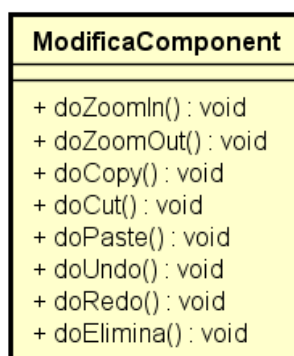 ModificaComponent
+ doZoomIn() : void
+ doZoomOut() : void
+ doCopy() : void
+ doCut() : void
+ doPaste() : void
+ doUndo() : void
+ doRedo() : void
+ doElimina() : void